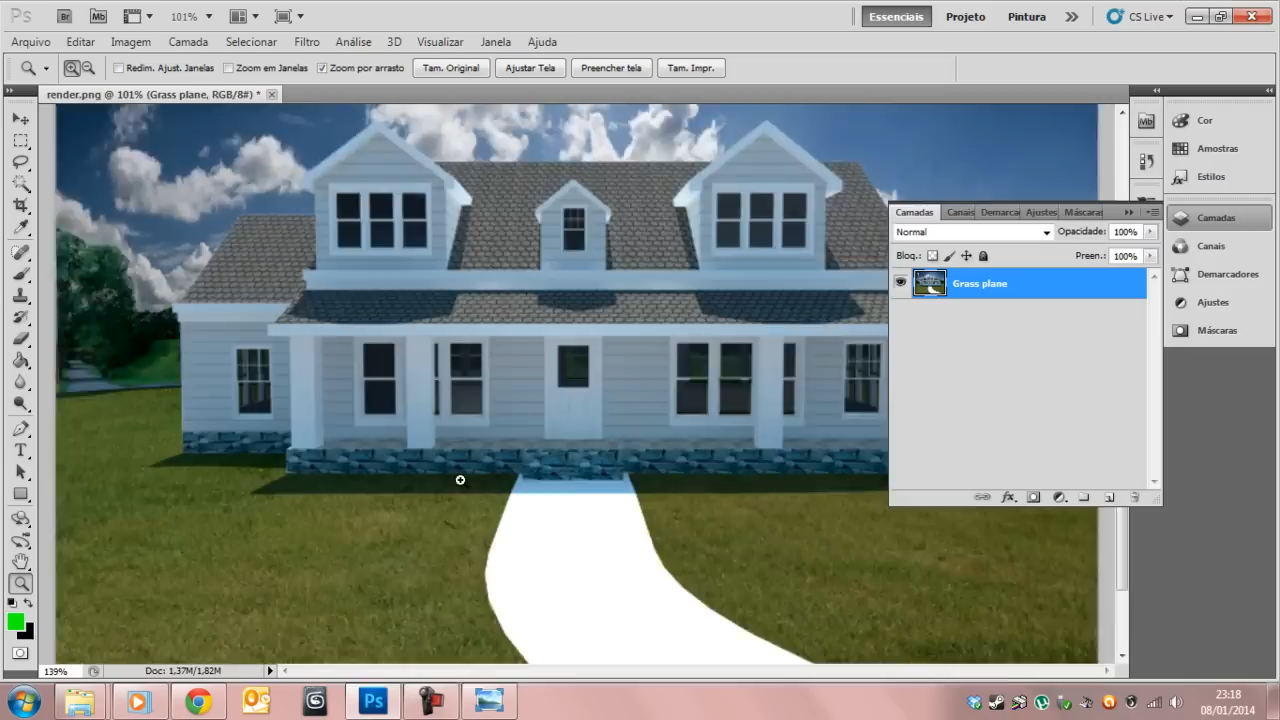 Ps Br Mb 101% Essenciais Projeto Pintura CS Live
Arquivo Editar Imagem Camada Selecionar Filtro Análise 3D Visualizar Janela Ajuda
Redim. Ajust. Janelas Zoom em Janelas Zoom por arrasto Tam. Original Ajustar Tela Preencher tela Tam. Impr.
render.png @ 101% (Grass plane, RGB/8#) *
Mb
Cor
Amostras
Estilos
Camadas
Canais
Demarcadores
Ajustes
Máscaras
Camadas Canais Demarca Ajustes Máscaras
Normal Opacidade: 100%
Bloq.: Preen.: 100%
Grass plane
fx
T
139% Doc: 1,37M/1,82M
Ps
23:18
08/01/2014